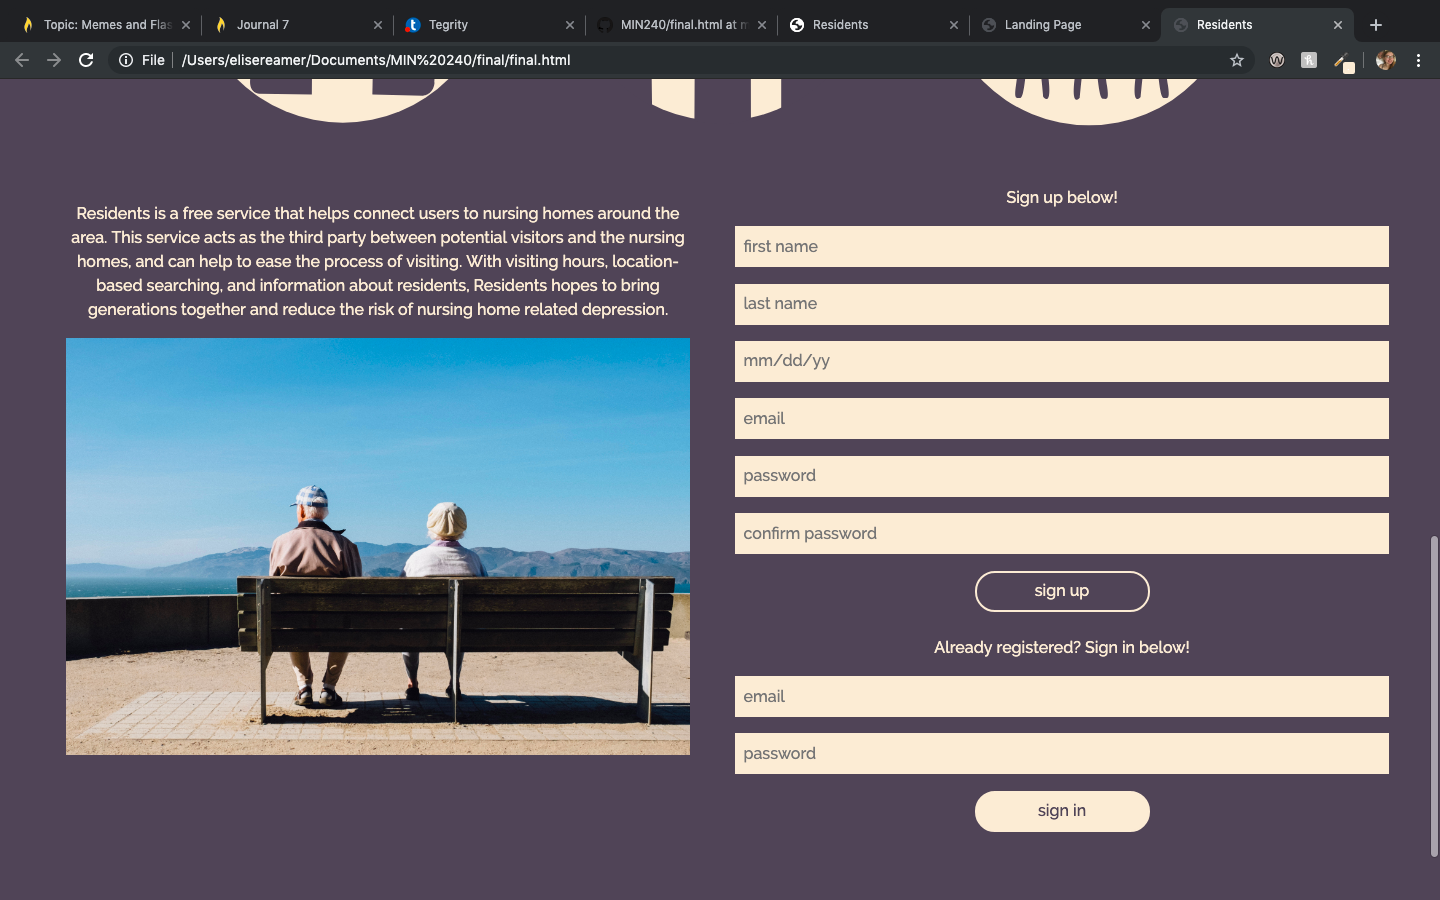 Topic: Memes and Flas
Journal 7
Tegrity
MIN240/final.html at m
Residents
Landing Page
Residents
File
/Users/elisereamer/Documents/MIN%20240/final/final.html
Residents is a free service that helps connect users to nursing homes around the
area. This service acts as the third party between potential visitors and the nursing
homes, and can help to ease the process of visiting. With visiting hours, location-
based searching, and information about residents, Residents hopes to bring
generations together and reduce the risk of nursing home related depression.
Sign up below!
first name
last name
mm/dd/yy
email
password
confirm password
sign up
Already registered? Sign in below!
email
password
sign in